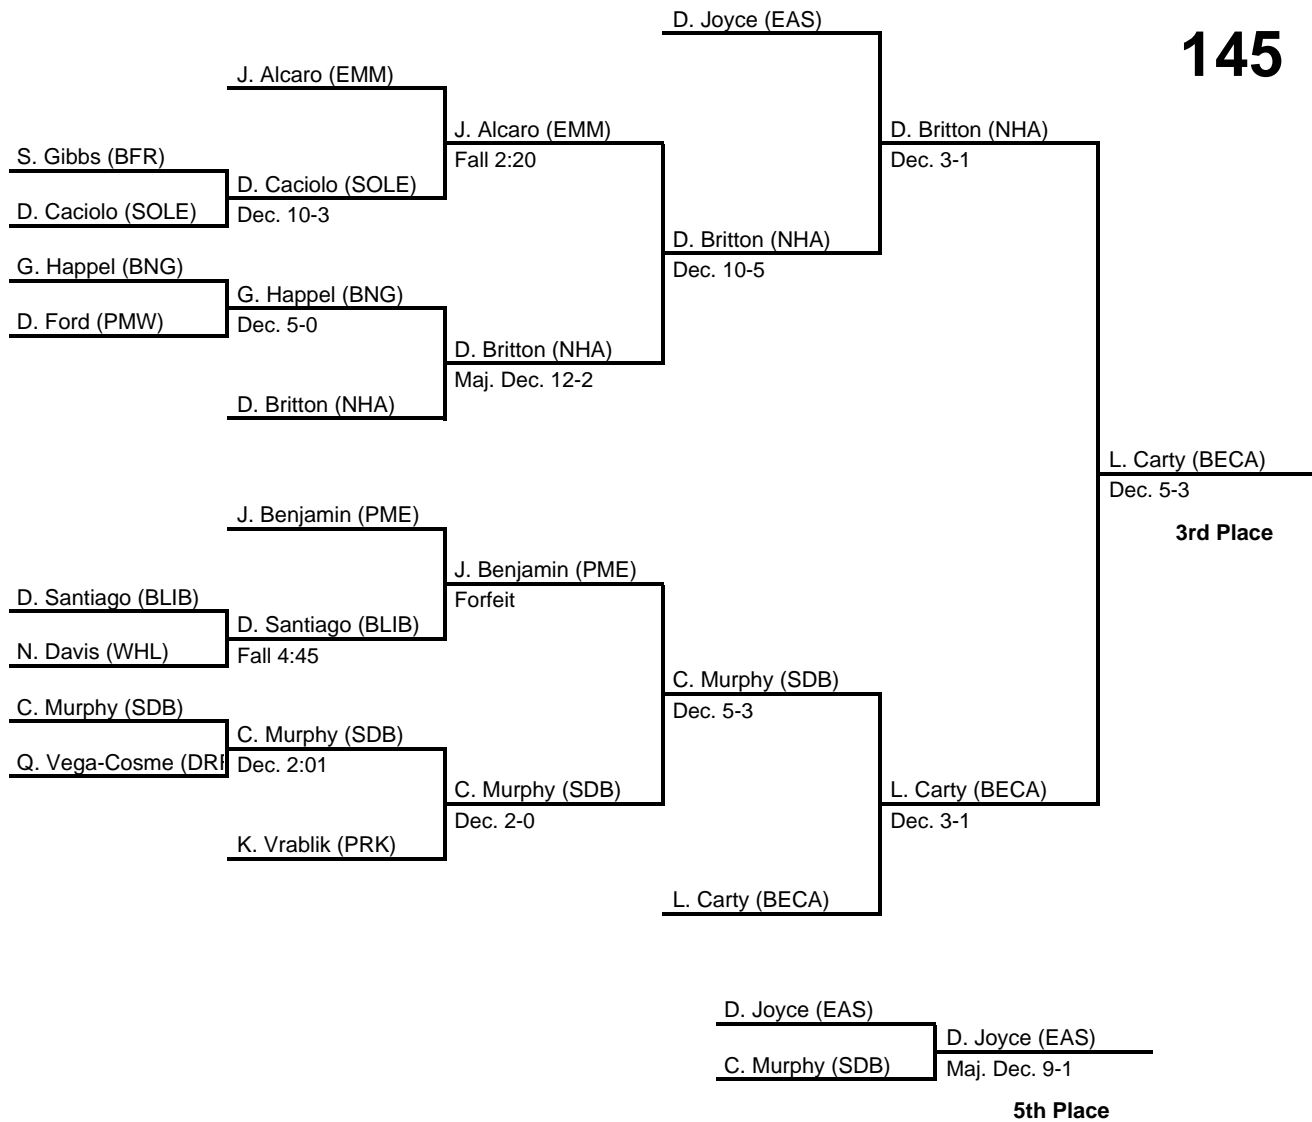 145
D. Joyce (EAS)
J. Alcaro (EMM)
J. Alcaro (EMM)
Fall 2:20
D. Britton (NHA)
Dec. 3-1
S. Gibbs (BFR)
D. Caciolo (SOLE)
D. Caciolo (SOLE)
Dec. 10-3
D. Britton (NHA)
Dec. 10-5
G. Happel (BNG)
G. Happel (BNG)
D. Ford (PMW)
Dec. 5-0
D. Britton (NHA)
Maj. Dec. 12-2
D. Britton (NHA)
L. Carty (BECA)
Dec. 5-3
3rd Place
J. Benjamin (PME)
J. Benjamin (PME)
Forfeit
D. Santiago (BLIB)
D. Santiago (BLIB)
N. Davis (WHL)
Fall 4:45
C. Murphy (SDB)
Dec. 5-3
C. Murphy (SDB)
C. Murphy (SDB)
Q. Vega-Cosme (DRF
Dec. 2:01
C. Murphy (SDB)
Dec. 2-0
L. Carty (BECA)
Dec. 3-1
K. Vrablik (PRK)
L. Carty (BECA)
D. Joyce (EAS)
D. Joyce (EAS)
C. Murphy (SDB)
Maj. Dec. 9-1
5th Place